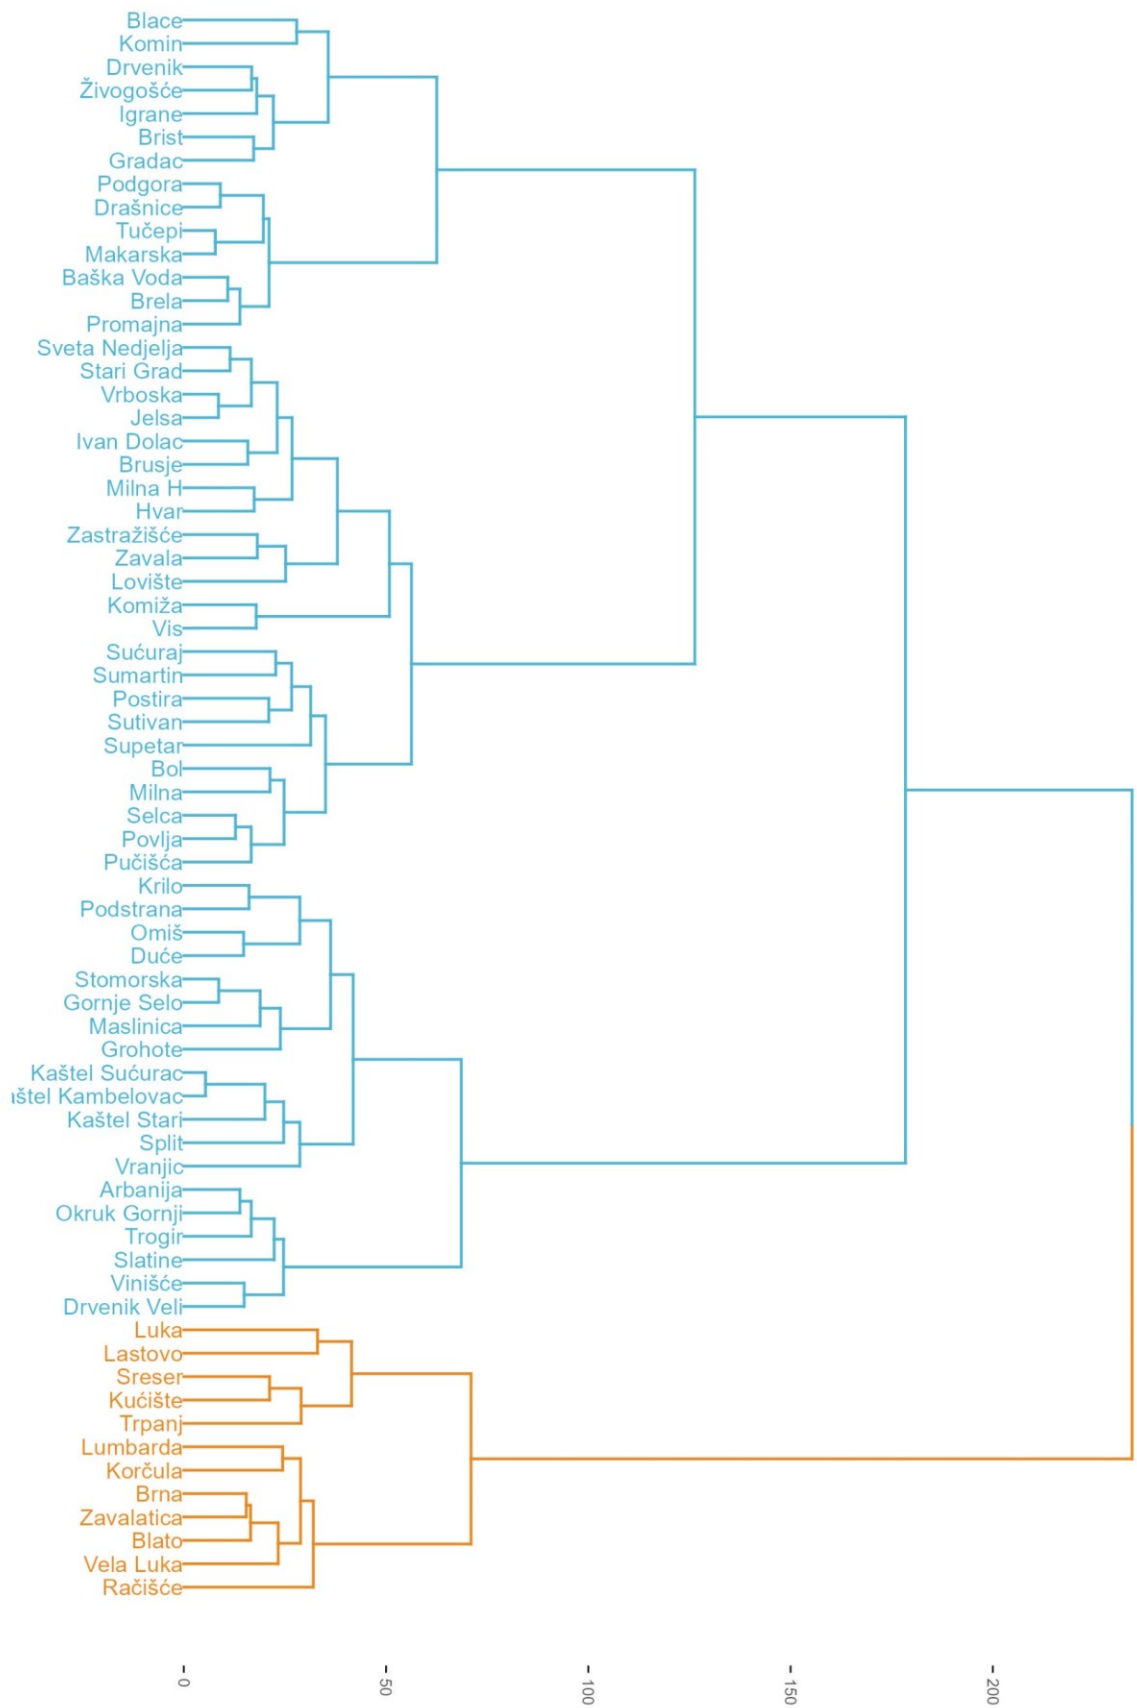 Blace
Komin
Drvenik
Živogošće
Igrane
Brist
Gradac
Podgora
Drašnice
Tučepi
Makarska
Baška Voda
Brela
Promajna
Sveta Nedjelja
Stari Grad
Vrboska
Jelsa
Ivan Dolac
Brusje
Milna H
Hvar
Zastražišće
Zavala
Lovište
Komiža
Vis
Sućuraj
Sumartin
Postira
Sutivan
Supetar
Bol
Milna
Selca
Povlja
Pučišća
Krilo
Podstrana
Omiš
Duće
Stomorska
Gornje Selo
Maslinica
Grohote
Kaštel Sućurac
štel Kambelovac
Kaštel Stari
Split
Vranjic
Arbanija
Okruk Gornji
Trogir
Slatine
Vinišće
Drvenik Veli
Luka
Lastovo
Sreser
Kućište
Trpanj
Lumbarda
Korčula
Brna
Zavalatica
Blato
Vela Luka
Račišće
0
50
100
150
200